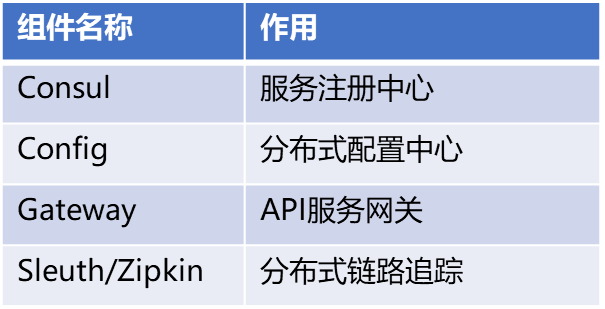 组件名称 作用
Consul 服务注册中心
Config 分布式配置中心
Gateway API服务网关
Sleuth/Zipkin 分布式链路追踪